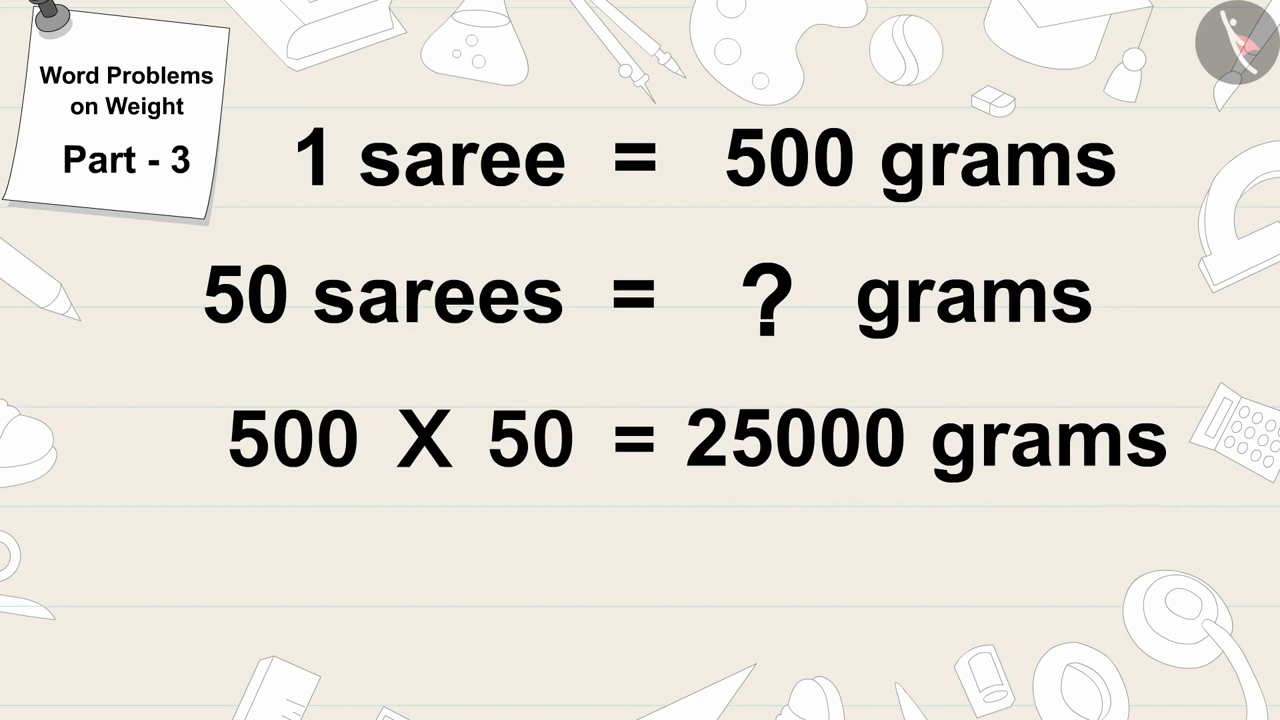 Word Problems
on Weight
Part - 3
1 saree = 500 grams
50 sarees = ? grams
500 X 50 = 25000 grams